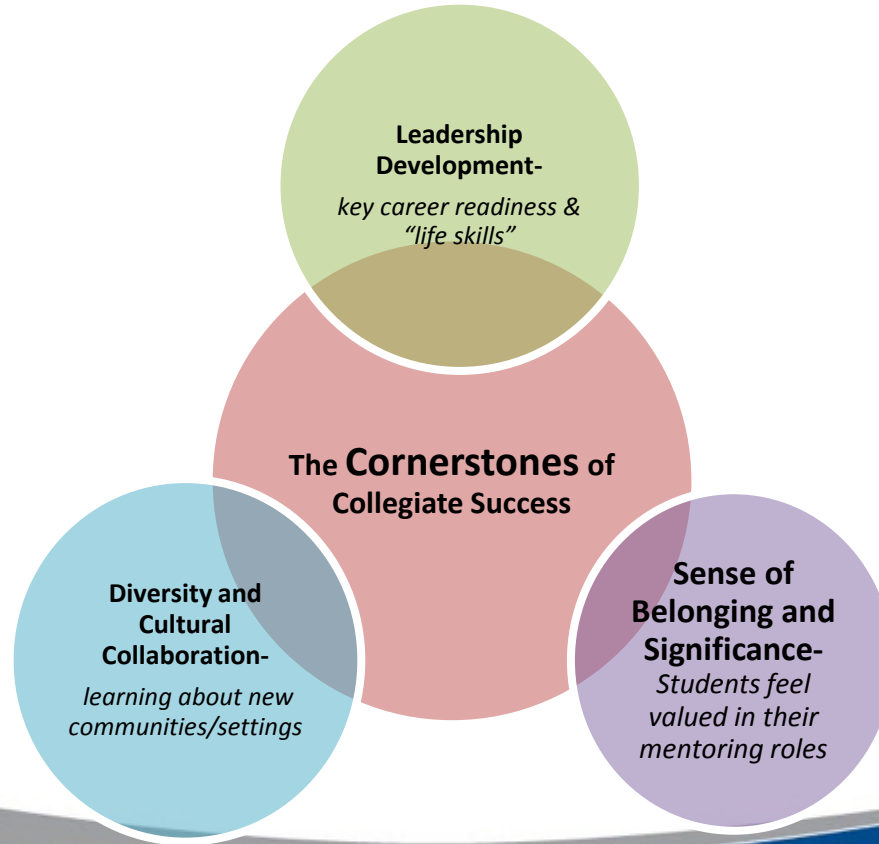 Leadership
Development-
key career readiness &
“life skills”
The Cornerstones of
Collegiate Success
Diversity and
Cultural
Collaboration-
learning about new
communities/settings
Sense of
Belonging and
Significance-
Students feel
valued in their
mentoring roles